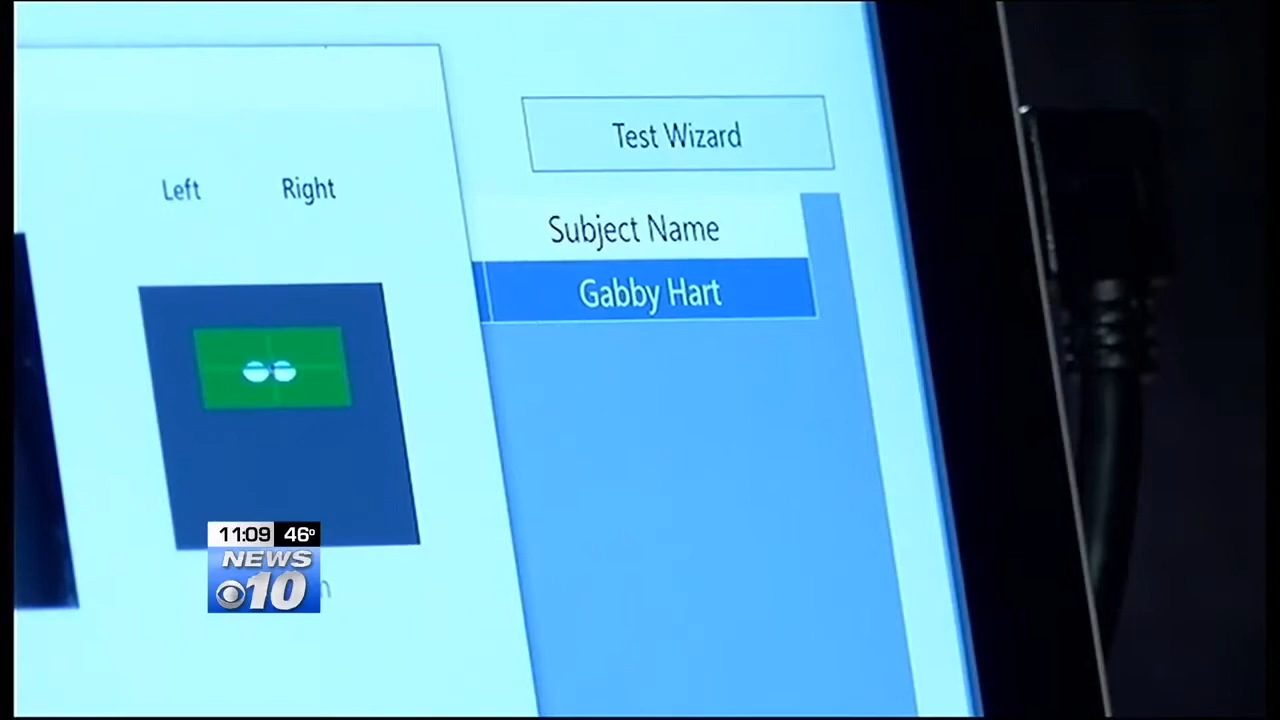 Test Wizard
Left Right
Subject Name
Gabby Hart
11:09 46°
NEWS
10